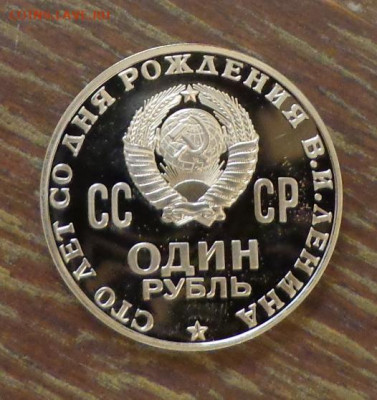 СТО ЛЕТ СО ДНЯ РОЖДЕНИЯ В.И.ЛЕНИНА
СС СР
ОДИН
РУБЛЬ